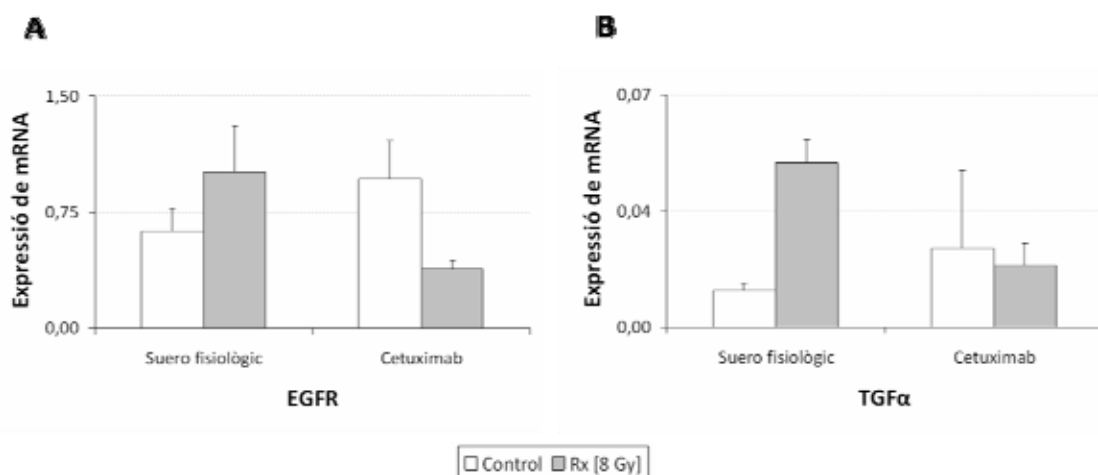 A
B
Expressió de mRNA
1,50
0,75
0,00
Suero fisiològic
Cetuximab
EGFR
Expressió de mRNA
0,07
0,04
0,00
Suero fisiològic
Cetuximab
TGFα
Control Rx [8 Gy]